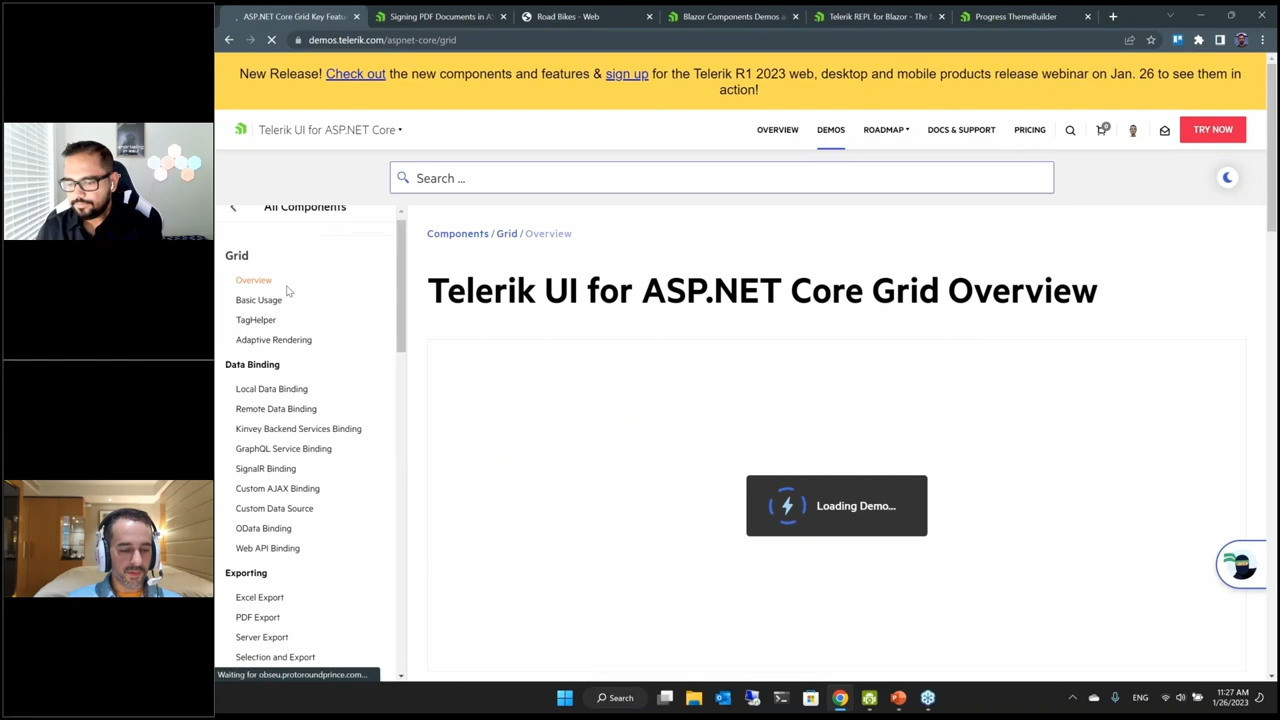 ASP.NET Core Grid Key Featu
Signing PDF Documents in AS
Road Bikes - Web
Blazor Components Demos a
Telerik REPL for Blazor - The B
Progress ThemeBuilder
demos.telerik.com/aspnet-core/grid
New Release! Check out the new components and features & sign up for the Telerik R1 2023 web, desktop and mobile products release webinar on Jan. 26 to see them in
action!
Telerik UI for ASP.NET Core
OVERVIEW
DEMOS
ROADMAP
DOCS & SUPPORT
PRICING
0
TRY NOW
Search ...
All Components
Grid
Overview
Basic Usage
TagHelper
Adaptive Rendering
Data Binding
Local Data Binding
Remote Data Binding
Kinvey Backend Services Binding
GraphQL Service Binding
SignalR Binding
Custom AJAX Binding
Custom Data Source
OData Binding
Web API Binding
Exporting
Excel Export
PDF Export
Server Export
Selection and Export
Components / Grid / Overview
Telerik UI for ASP.NET Core Grid Overview
Loading Demo...
Waiting for obseu.protoroundprince.com...
Search
ENG
11:27 AM
1/26/2023